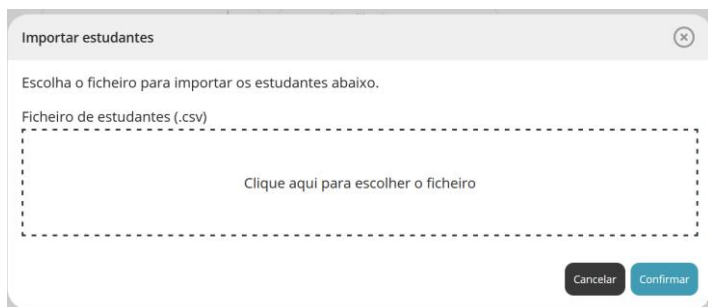 Importar estudantes
Escolha o ficheiro para importar os estudantes abaixo.
Ficheiro de estudantes (.csv)
Clique aqui para escolher o ficheiro
Cancelar
Confirmar